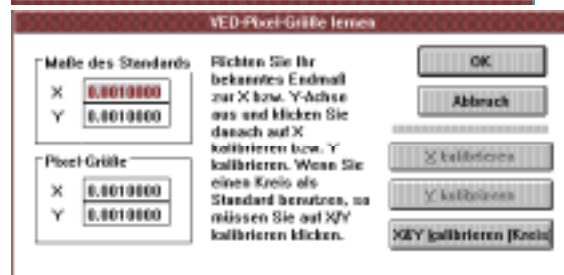 VED-Pixel-Größe lernen
Maße des Standards
X 0.0010000
Y 0.0010000
Pixel-Größe
X 0.0010000
Y 0.0010000
Richten Sie Ihr
bekanntes Endmaß
zur X bzw. Y-Achse
aus und klicken Sie
danach auf X
kalibrieren bzw. Y
kalibrieren. Wenn Sie
einen Kreis als
Standard benutzen, so
müssen Sie auf X/Y
kalibrieren klicken.
OK
Abbruch
X kalibrieren
Y kalibrieren
X&Y kalibrieren (Kreis